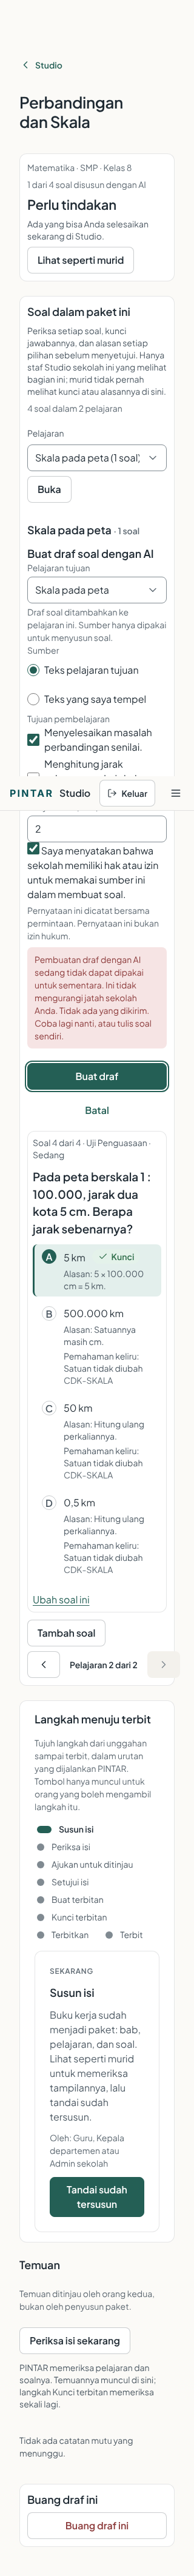 Studio
Perbandingan
dan Skala
Matematika · SMP · Kelas 8
1 dari 4 soal disusun dengan AI
Perlu tindakan
Ada yang bisa Anda selesaikan
sekarang di Studio.
Lihat seperti murid
Soal dalam paket ini
Periksa setiap soal, kunci
jawabannya, dan alasan setiap
pilihan sebelum menyetujui. Hanya
staf Studio sekolah ini yang melihat
bagian ini; murid tidak pernah
melihat kunci atau alasannya di sini.
4 soal dalam 2 pelajaran
Pelajaran
Skala pada peta (1 soal)
Buka
Skala pada peta · 1 soal
Buat draf soal dengan AI
Pelajaran tujuan
Skala pada peta
Draf soal ditambahkan ke
pelajaran ini. Sumber hanya dipakai
untuk menyusun soal.
Sumber
Teks pelajaran tujuan
Teks yang saya tempel
Tujuan pembelajaran
Menyelesaikan masalah
perbandingan senilai.
Menghitung jarak
PINTAR Studio Keluar
2
Saya menyatakan bahwa
sekolah memiliki hak atau izin
untuk memakai sumber ini
dalam membuat soal.
Pernyataan ini dicatat bersama
permintaan. Pernyataan ini bukan
izin hukum.
Pembuatan draf dengan AI
sedang tidak dapat dipakai
untuk sementara. Ini tidak
mengurangi jatah sekolah
Anda. Tidak ada yang dikirim.
Coba lagi nanti, atau tulis soal
sendiri.
Buat draf
Batal
Soal 4 dari 4 · Uji Penguasaan ·
Sedang
Pada peta berskala 1 :
100.000, jarak dua
kota 5 cm. Berapa
jarak sebenarnya?
A 5 km Kunci
Alasan: 5 × 100.000
cm = 5 km.
B 500.000 km
Alasan: Satuannya
masih cm.
Pemahaman keliru:
Satuan tidak diubah
CDK-SKALA
C 50 km
Alasan: Hitung ulang
perkaliannya.
Pemahaman keliru:
Satuan tidak diubah
CDK-SKALA
D 0,5 km
Alasan: Hitung ulang
perkaliannya.
Pemahaman keliru:
Satuan tidak diubah
CDK-SKALA
Ubah soal ini
Tambah soal
Pelajaran 2 dari 2
Langkah menuju terbit
Tujuh langkah dari unggahan
sampai terbit, dalam urutan
yang dijalankan PINTAR.
Tombol hanya muncul untuk
orang yang boleh mengambil
langkah itu.
Susun isi
Periksa isi
Ajukan untuk ditinjau
Setujui isi
Buat terbitan
Kunci terbitan
Terbitkan Terbit
SEKARANG
Susun isi
Buku kerja sudah
menjadi paket: bab,
pelajaran, dan soal.
Lihat seperti murid
untuk memeriksa
tampilannya, lalu
tandai sudah
tersusun.
Oleh: Guru, Kepala
departemen atau
Admin sekolah
Tandai sudah
tersusun
Temuan
Temuan ditinjau oleh orang kedua,
bukan oleh penyusun paket.
Periksa isi sekarang
PINTAR memeriksa pelajaran dan
soalnya. Temuannya muncul di sini;
langkah Kunci terbitan memeriksa
sekali lagi.
Tidak ada catatan mutu yang
menunggu.
Buang draf ini
Buang draf ini